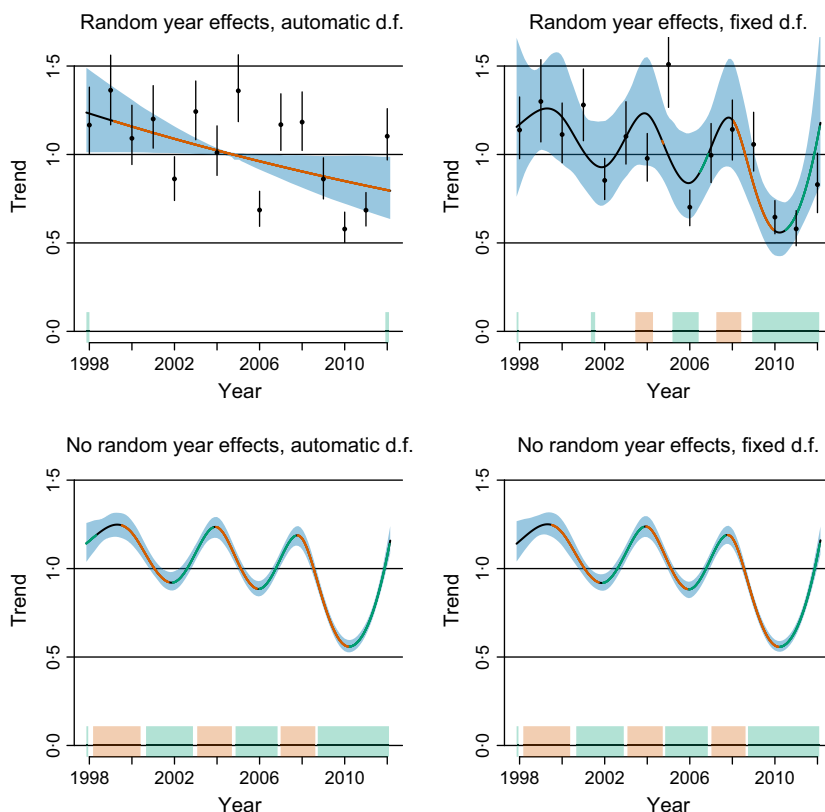 Random year effects, automatic d.f.
Trend
0·0 0·5 1·0 1·5
1998 2002 2006 2010
Year
Random year effects, fixed d.f.
Trend
0·0 0·5 1·0 1·5
1998 2002 2006 2010
Year
No random year effects, automatic d.f.
Trend
0·0 0·5 1·0 1·5
1998 2002 2006 2010
Year
No random year effects, fixed d.f.
Trend
0·0 0·5 1·0 1·5
1998 2002 2006 2010
Year